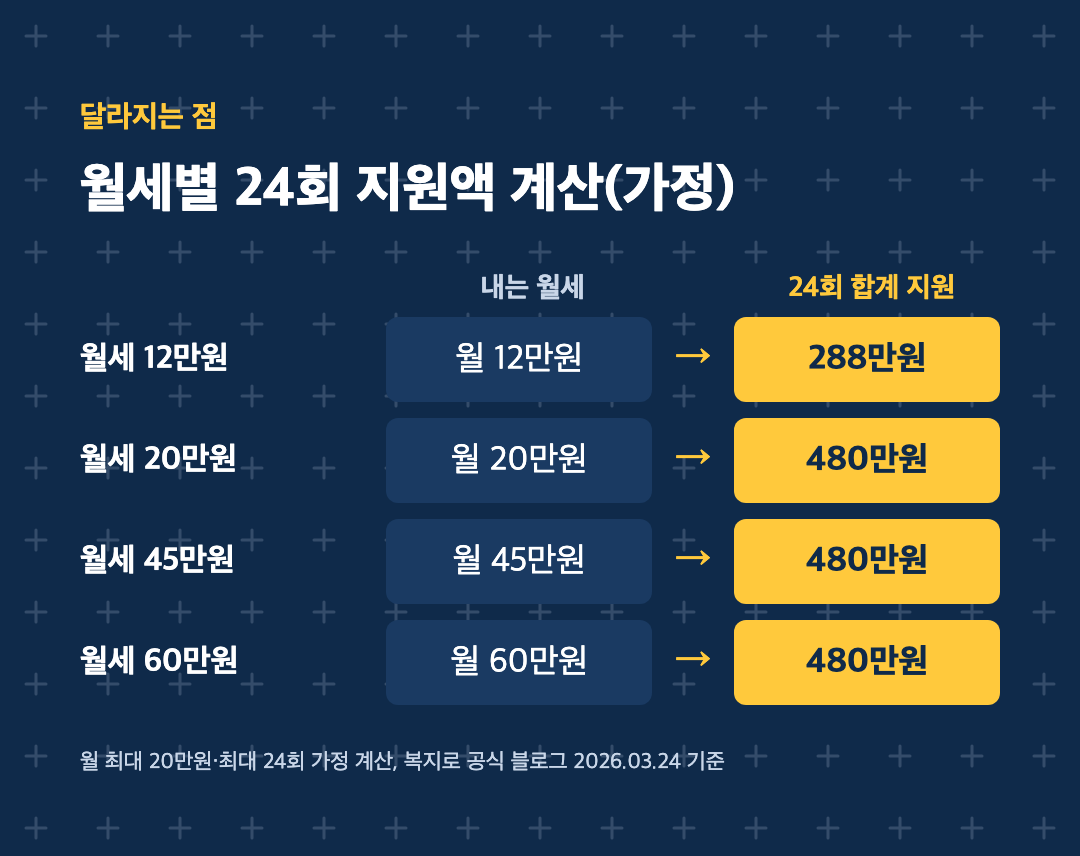 달라지는 점
월세별 24회 지원액 계산(가정)
내는 월세 24회 합계 지원
월세 12만원 월 12만원 → 288만원
월세 20만원 월 20만원 → 480만원
월세 45만원 월 45만원 → 480만원
월세 60만원 월 60만원 → 480만원
월 최대 20만원·최대 24회 가정 계산, 복지로 공식 블로그 2026.03.24 기준